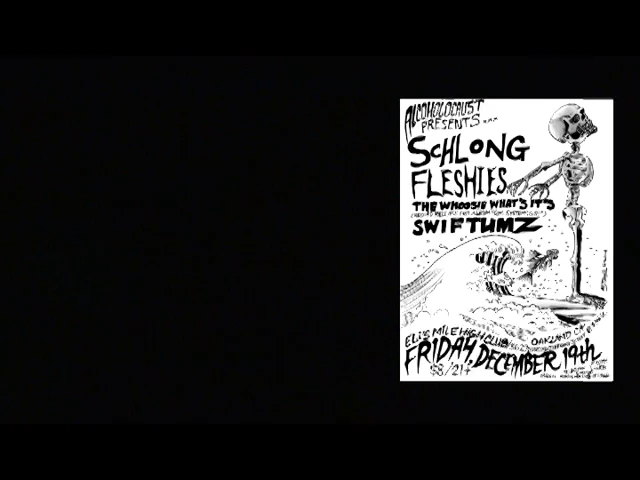 ALCOHOLOCAUST
PRESENTS...
SCHLONG
FLESHIES
THE WHOOSIE WHAT'S IT'S
SWIFTUMZ
ELI'S MILE HIGH CLUB
OAKLAND CA
FRIDAY, DECEMBER 19th
$8/21+